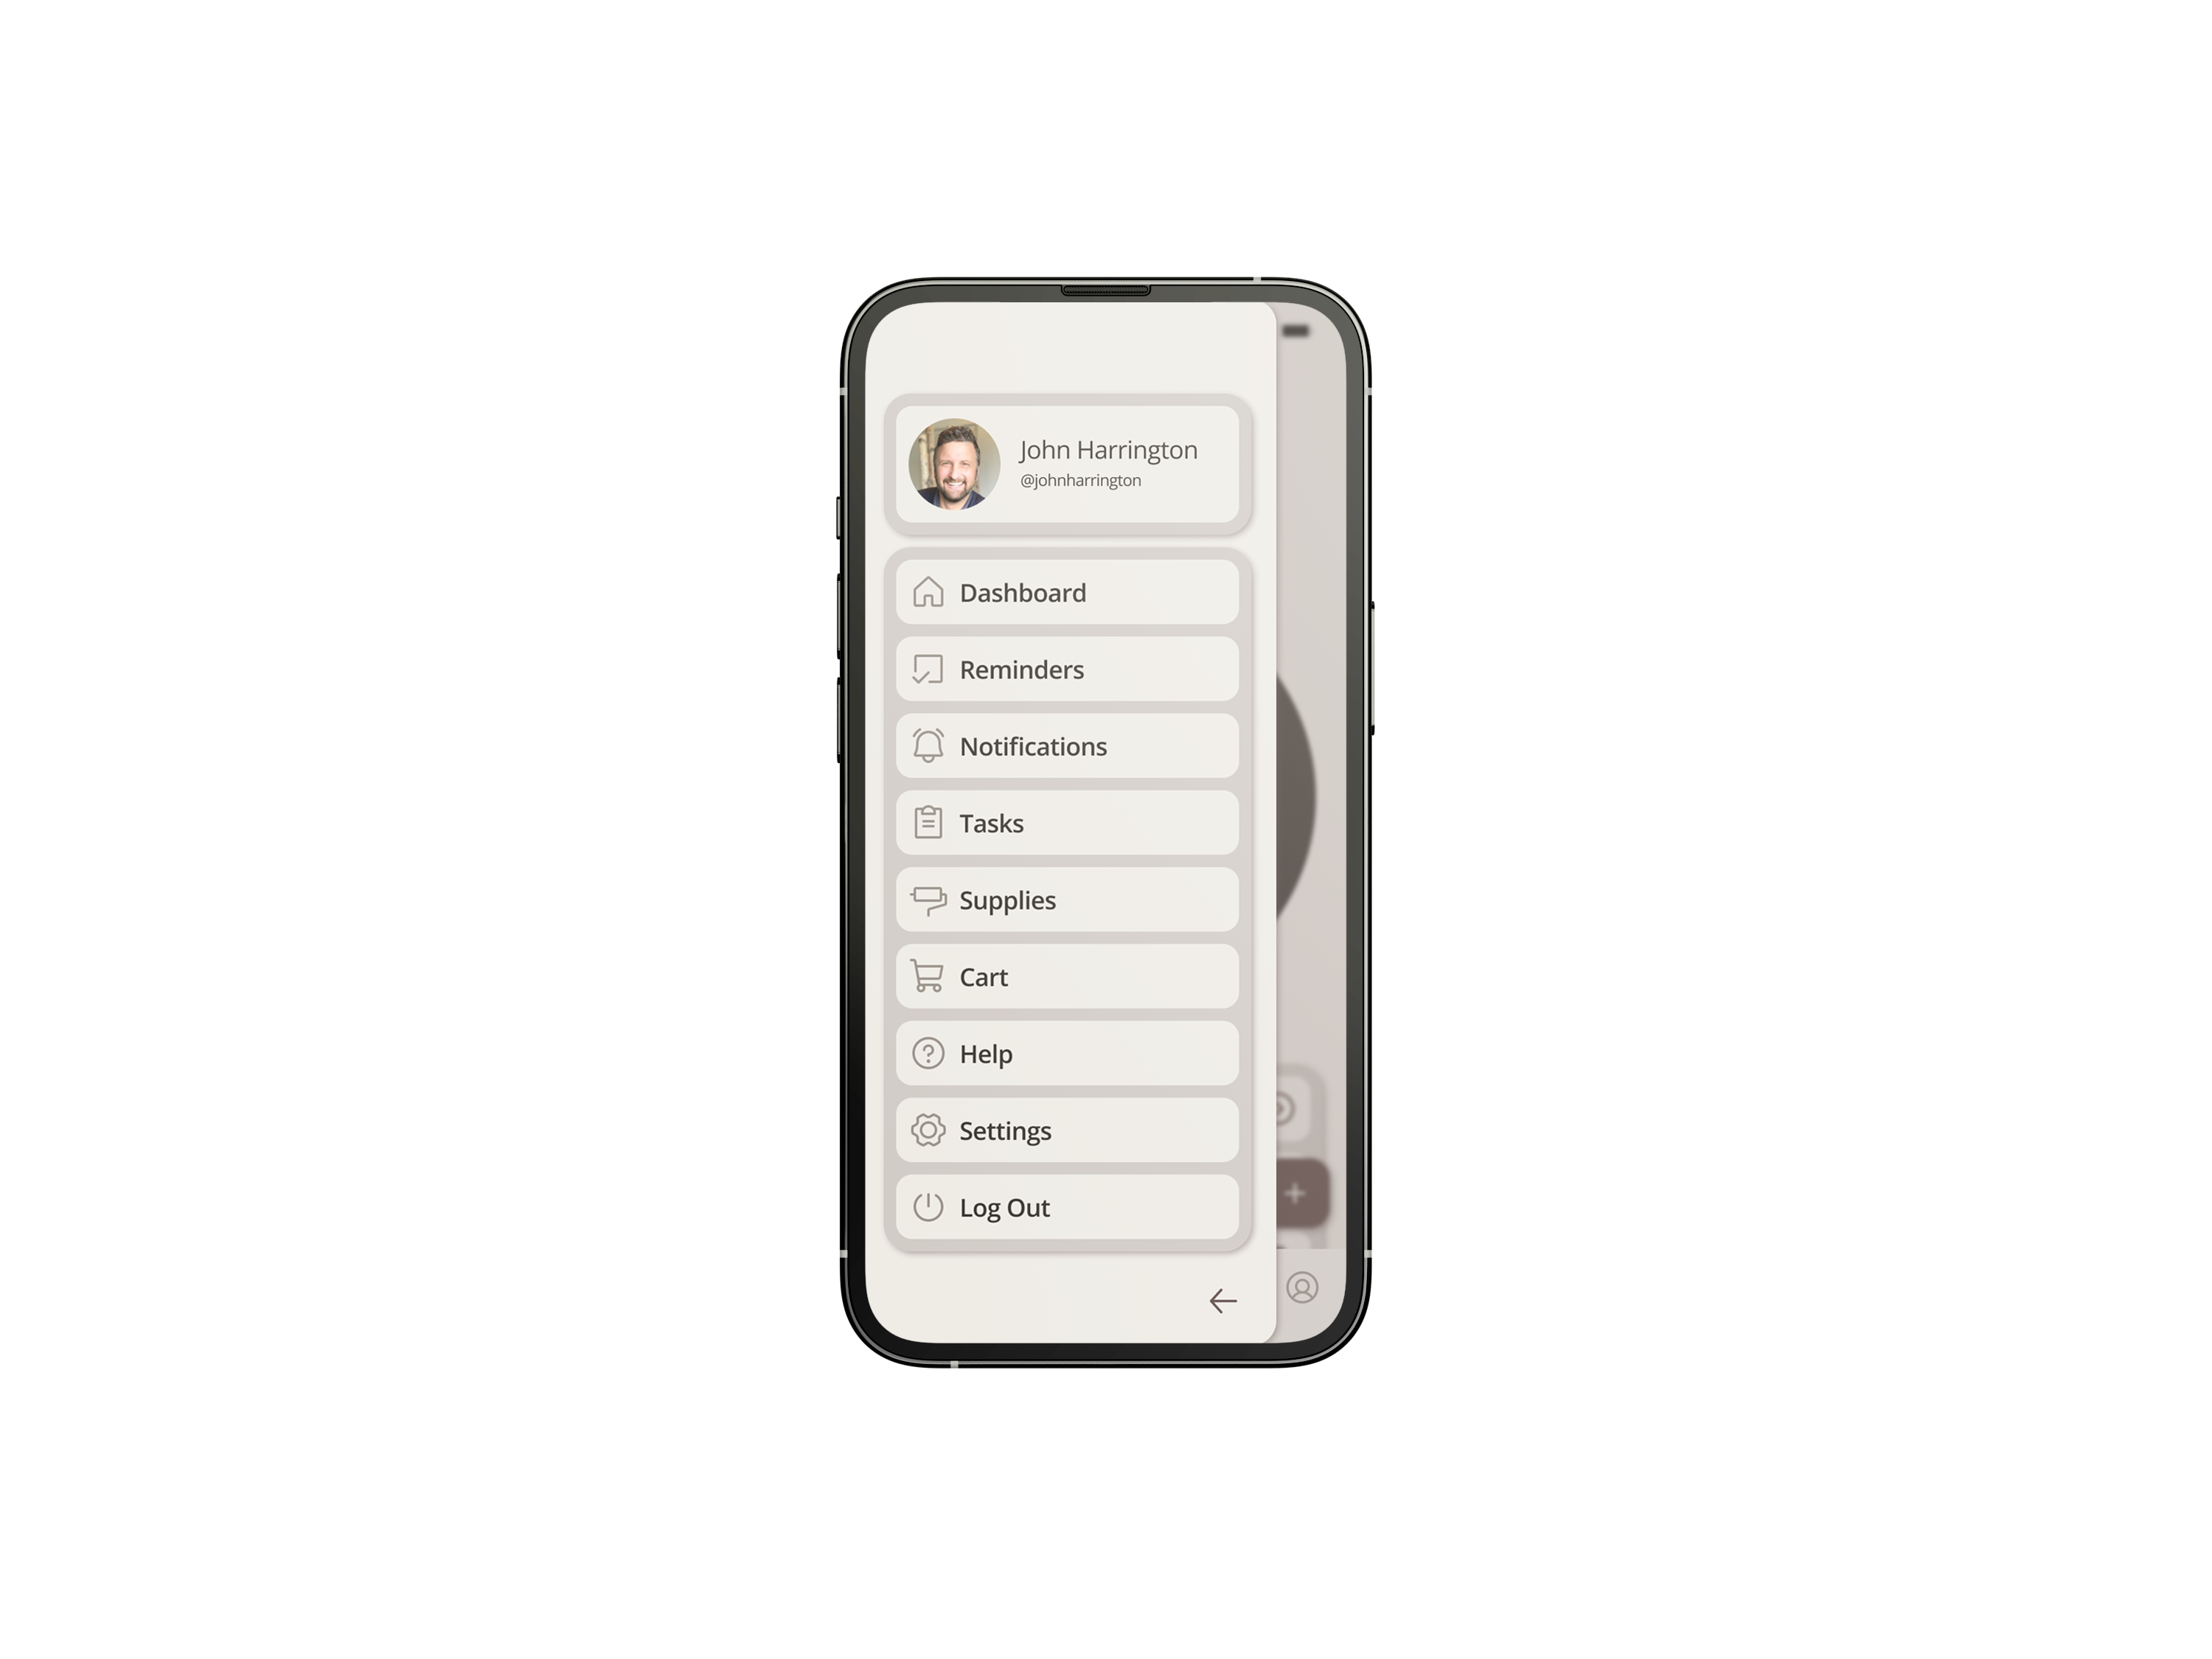 John Harrington
@johnharrington
Dashboard
Reminders
Notifications
Tasks
Supplies
Cart
Help
Settings
Log Out